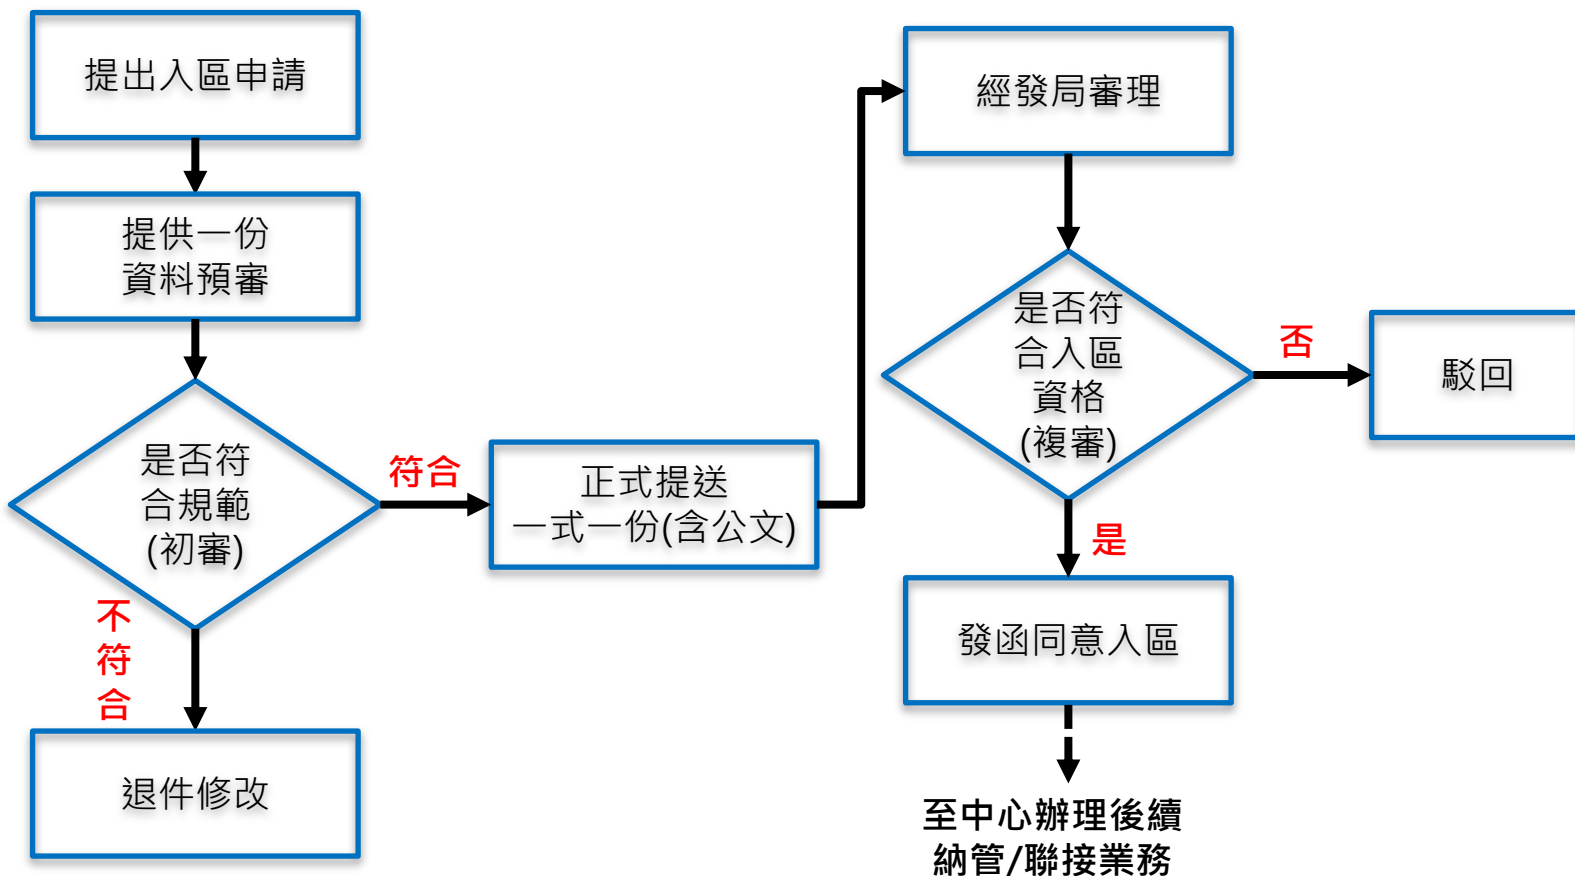 提出入區申請
提供一份
資料預審
是否符
合規範
(初審)
符合
不
符
合
退件修改
正式提送
一式一份(含公文)
經發局審理
是否符
合入區
資格
(複審)
否
駁回
是
發函同意入區
至中心辦理後續
納管/聯接業務